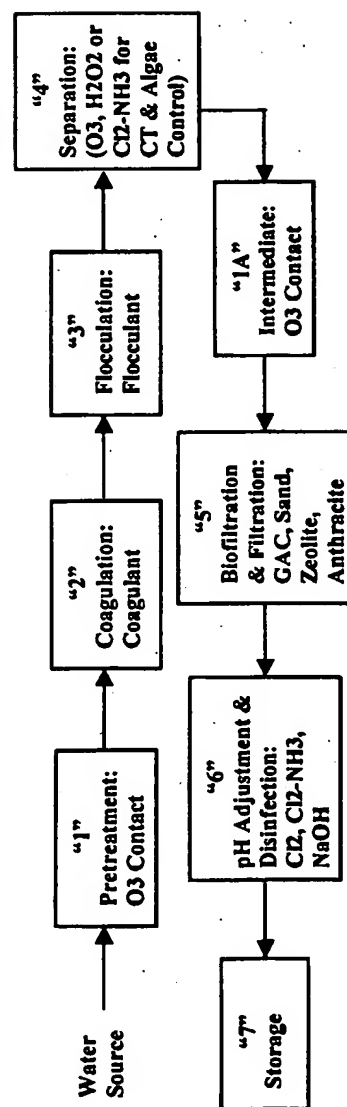 Water
Source
“1”
Pretreatment:
O3 Contact
“2”
Coagulation:
Coagulant
“3”
Flocculation:
Flocculant
“4”
Separation:
(O3, H2O2 or
Cl2-NH3 for
CT & Algae
Control)
“1A”
Intermediate:
O3 Contact
“5”
Biofiltration
& Filtration:
GAC, Sand,
Zeolite,
Anthracite
“6”
pH Adjustment &
Disinfection:
Cl2, Cl2-NH3,
NaOH
“7”
Storage